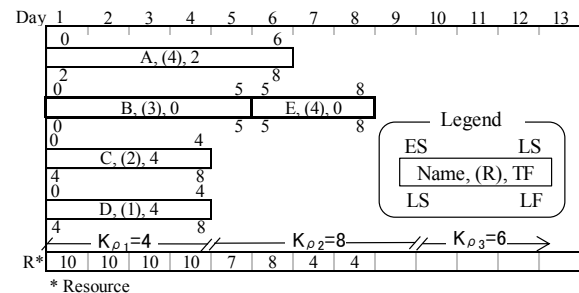 Day 1 2 3 4 5 6 7 8 9 10 11 12 13
0 6
A, (4), 2
2 8
0 5 5 8
B, (3), 0 E, (4), 0
0 5 5 8
0 4
C, (2), 4
4 8
0 4
D, (1), 4
4 8
Legend
ES LS
Name, (R), TF
LS LF
Kρ1=4 Kρ2=8 Kρ3=6
R* 10 10 10 10 7 8 4 4
* Resource